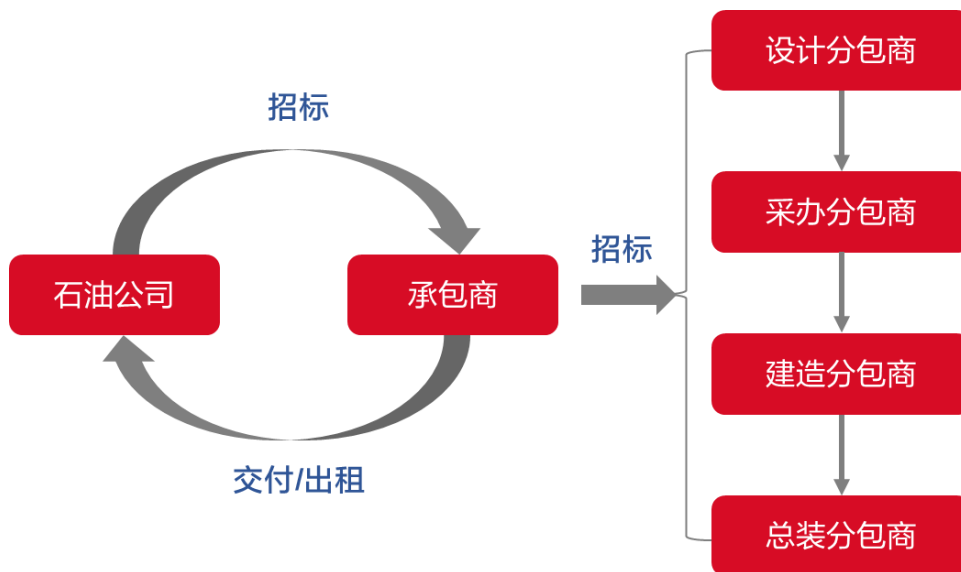 招标
石油公司
承包商
交付/出租
招标
设计分包商
采办分包商
建造分包商
总装分包商